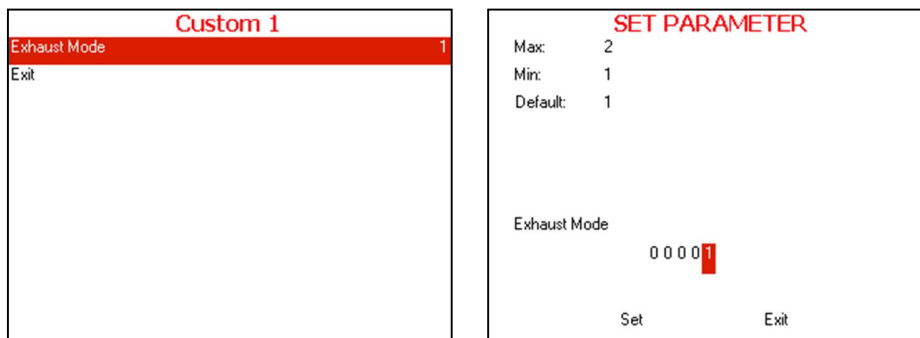 Custom 1
Exhaust Mode 1
Exit
SET PARAMETER
Max: 2
Min: 1
Default: 1
Exhaust Mode
0 0 0 0 1
Set Exit